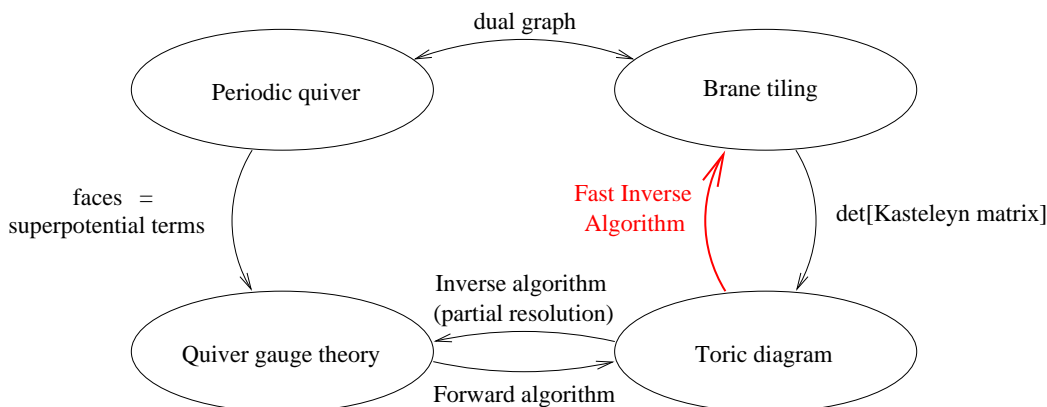 dual graph
Periodic quiver
Brane tiling
faces =
superpotential terms
Fast Inverse
Algorithm
det[Kasteleyn matrix]
Inverse algorithm
(partial resolution)
Quiver gauge theory
Toric diagram
Forward algorithm